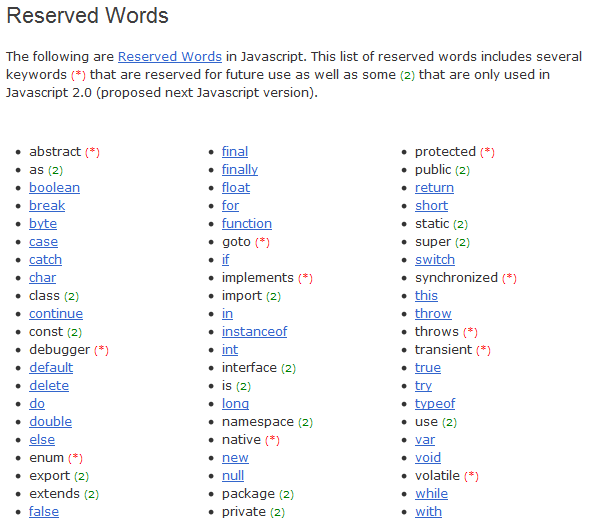 Reserved Words
The following are Reserved Words in Javascript. This list of reserved words includes several
keywords (*) that are reserved for future use as well as some (2) that are only used in
Javascript 2.0 (proposed next Javascript version).
• abstract (*)
• as (2)
• boolean
• break
• byte
• case
• catch
• char
• class (2)
• continue
• const (2)
• debugger (*)
• default
• delete
• do
• double
• else
• enum (*)
• export (2)
• extends (2)
• false
• final
• finally
• float
• for
• function
• goto (*)
• if
• implements (*)
• import (2)
• in
• instanceof
• int
• interface (2)
• is (2)
• long
• namespace (2)
• native (*)
• new
• null
• package (2)
• private (2)
• protected (*)
• public (2)
• return
• short
• static (2)
• super (2)
• switch
• synchronized (*)
• this
• throw
• throws (*)
• transient (*)
• true
• try
• typeof
• use (2)
• var
• void
• volatile (*)
• while
• with